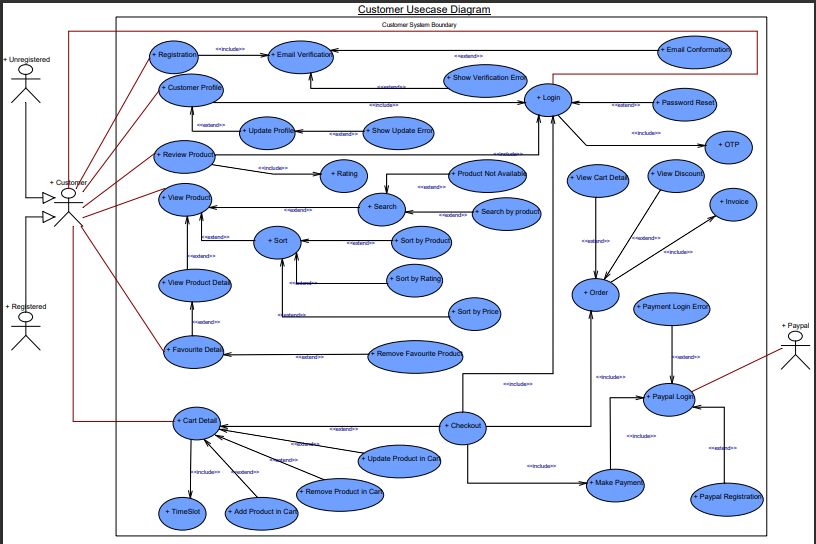 Customer Usecase Diagram
Customer System Boundary
+ Unregistered
+ Registration
<<include>>
+ Email Verification
<<extend>>
+ Email Conformation
+ Customer Profile
<<extend>>
+ Show Verification Error
<<include>>
+ Login
<<extend>>
+ Password Reset
<<extend>>
+ Update Profile
<<extend>>
+ Show Update Error
<<include>>
+ OTP
+ Review Product
<<include>>
<<include>>
+ Rating
+ Product Not Available
<<extend>>
+ View Cart Detail
+ View Discount
+ Customer
+ View Product
<<extend>>
+ Search
<<extend>>
+ Search by product
+ Invoice
<<extend>>
+ Sort
<<extend>>
+ Sort by Product
<<extend>>
<<extend>>
<<include>>
<<extend>>
+ View Product Detail
<<extend>>
+ Sort by Rating
+ Order
+ Registered
<<extend>>
<<extend>>
+ Sort by Price
+ Payment Login Error
+ Paypal
+ Favourite Detail
<<extend>>
+ Remove Favourite Product
<<extend>>
<<include>>
<<include>>
+ Paypal Login
+ Cart Detail
<<extend>>
+ Checkout
<<include>>
<<extend>>
<<extend>>
+ Update Product in Cart
<<extend>>
<<include>>
<<extend>>
<<include>>
+ Remove Product in Cart
+ Make Payment
+ Paypal Registration
+ TimeSlot
+ Add Product in Cart